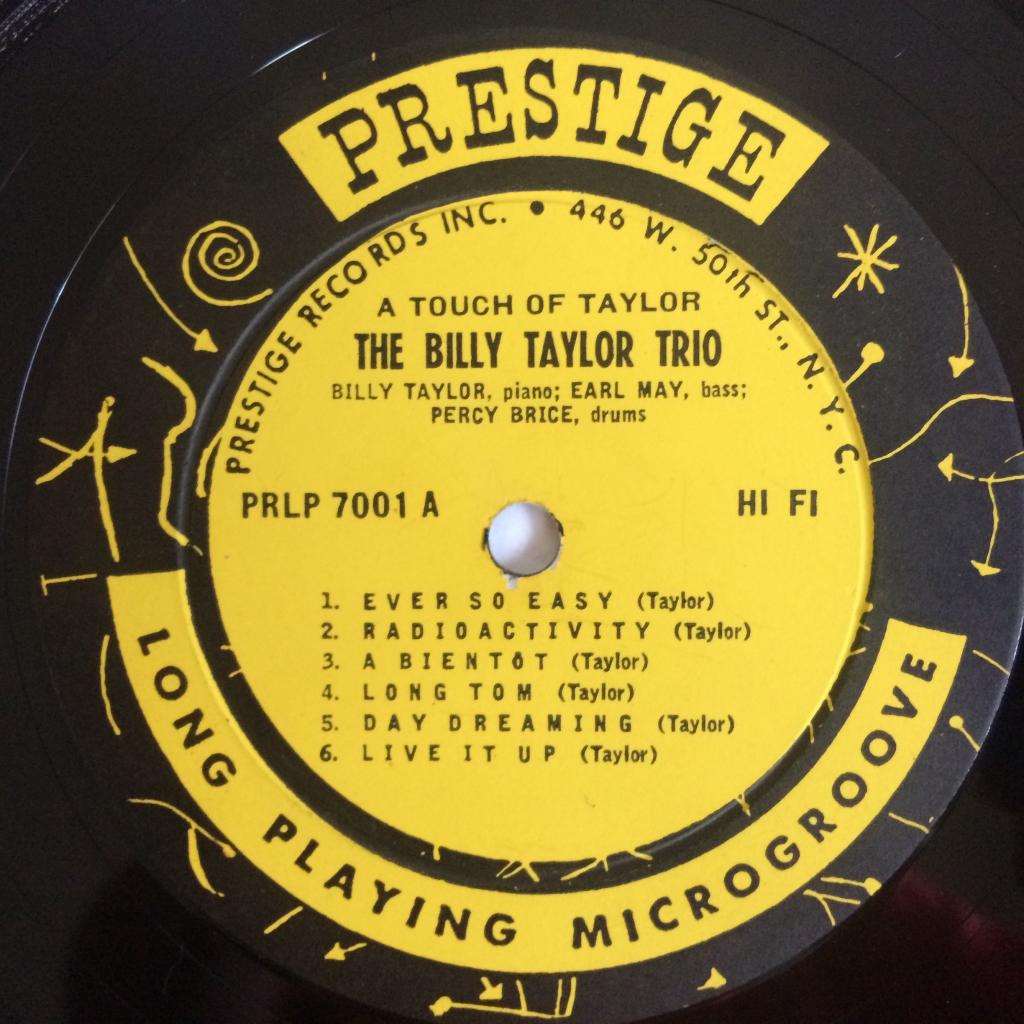 PRESTIGE
PRESTIGE RECORDS INC. • 446 W. 50th ST., N. Y. C.
A TOUCH OF TAYLOR
THE BILLY TAYLOR TRIO
BILLY TAYLOR, piano; EARL MAY, bass;
PERCY BRICE, drums
PRLP 7001 A
HI FI
1. EVER SO EASY (Taylor)
2. RADIOACTIVITY (Taylor)
3. A BIENTÔT (Taylor)
4. LONG TOM (Taylor)
5. DAY DREAMING (Taylor)
6. LIVE IT UP (Taylor)
LONG PLAYING MICROGROOVE